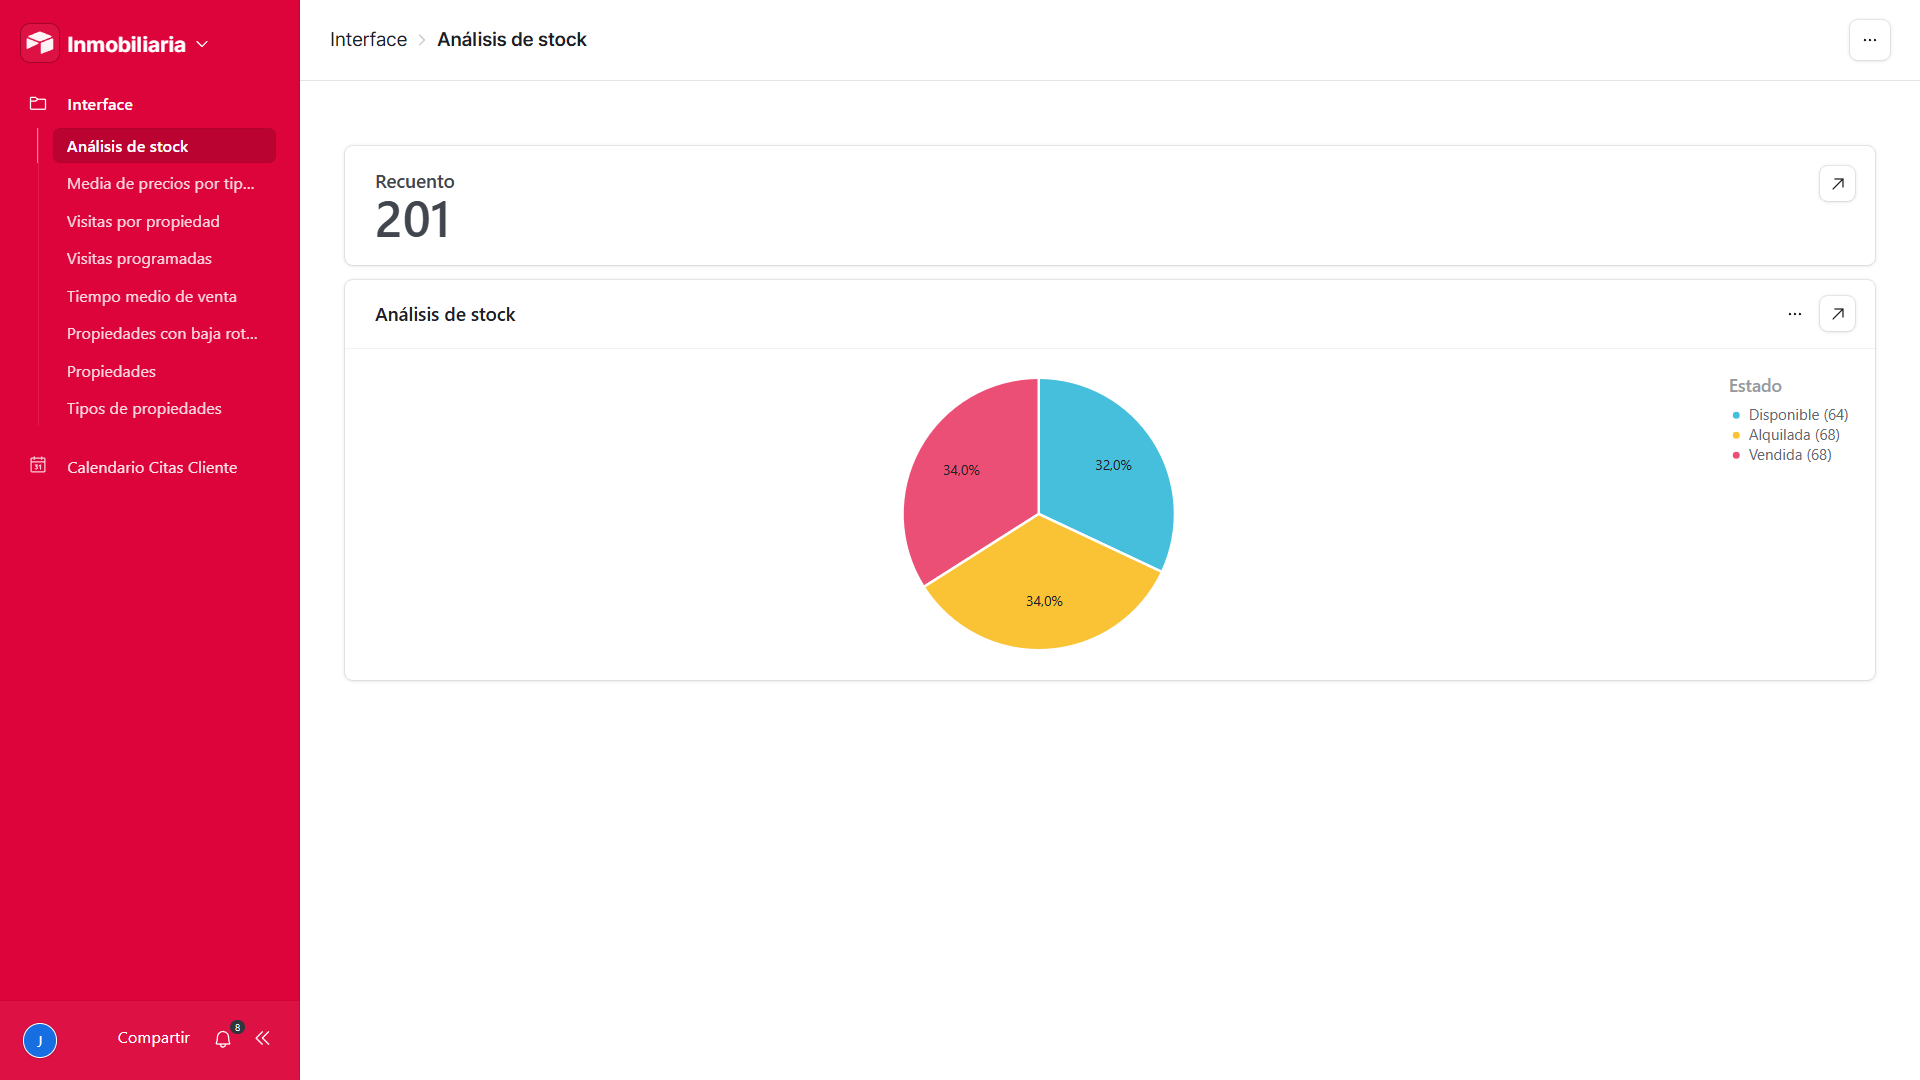 Inmobiliaria
Interface
Análisis de stock
Media de precios por tip...
Visitas por propiedad
Visitas programadas
Tiempo medio de venta
Propiedades con baja rot...
Propiedades
Tipos de propiedades
31
Calendario Citas Cliente
J
Compartir
8
Interface > Análisis de stock
...
Recuento
201
Análisis de stock
...
Estado
Disponible (64)
Alquilada (68)
Vendida (68)
34,0%
32,0%
34,0%